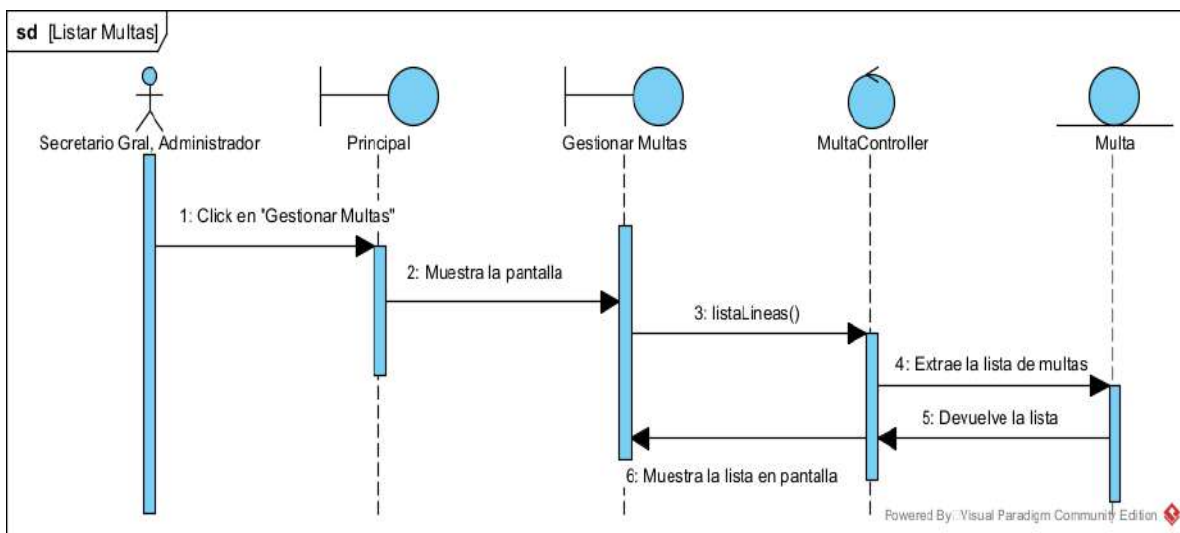 sd [Listar Multas]
Secretario Gral, Administrador
Principal
Gestionar Multas
MultaController
Multa
1: Click en "Gestionar Multas"
2: Muestra la pantalla
3: listaLineas()
4: Extrae la lista de multas
5: Devuelve la lista
6: Muestra la lista en pantalla
Powered By Visual Paradigm Community Edition